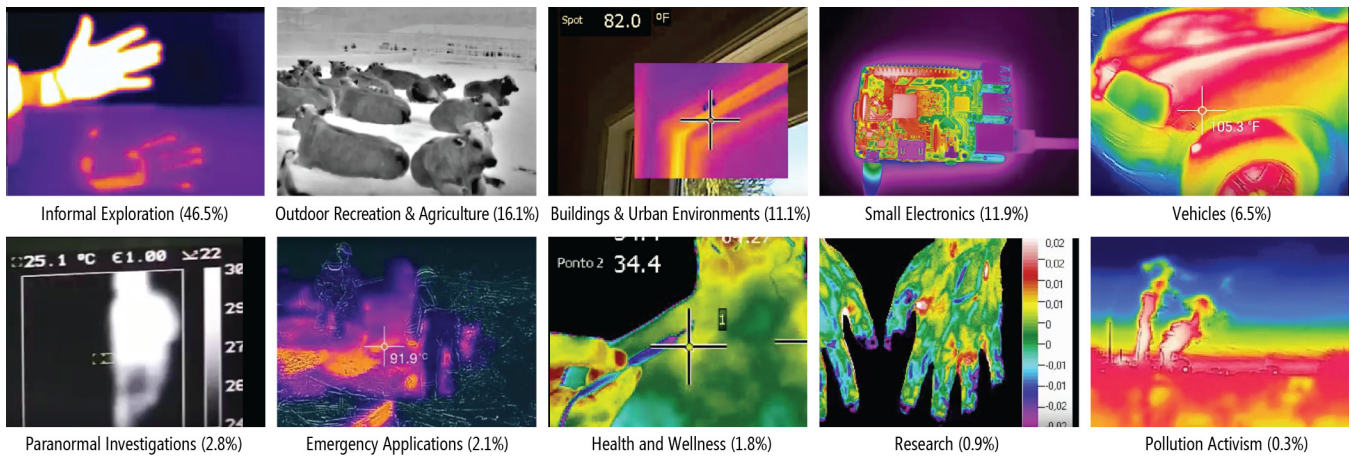 Spot 82.0 °F
105.3 °F
Informal Exploration (46.5%)
Outdoor Recreation & Agriculture (16.1%)
Buildings & Urban Environments (11.1%)
Small Electronics (11.9%)
Vehicles (6.5%)
25.1 °C €1.00 22
30
29
27
26
24
91.9°C
Ponto 2 34.4
1
0,02
0,02
0,01
0,01
0
-0
-0,01
-0,01
-0,02
-0,02
Paranormal Investigations (2.8%)
Emergency Applications (2.1%)
Health and Wellness (1.8%)
Research (0.9%)
Pollution Activism (0.3%)